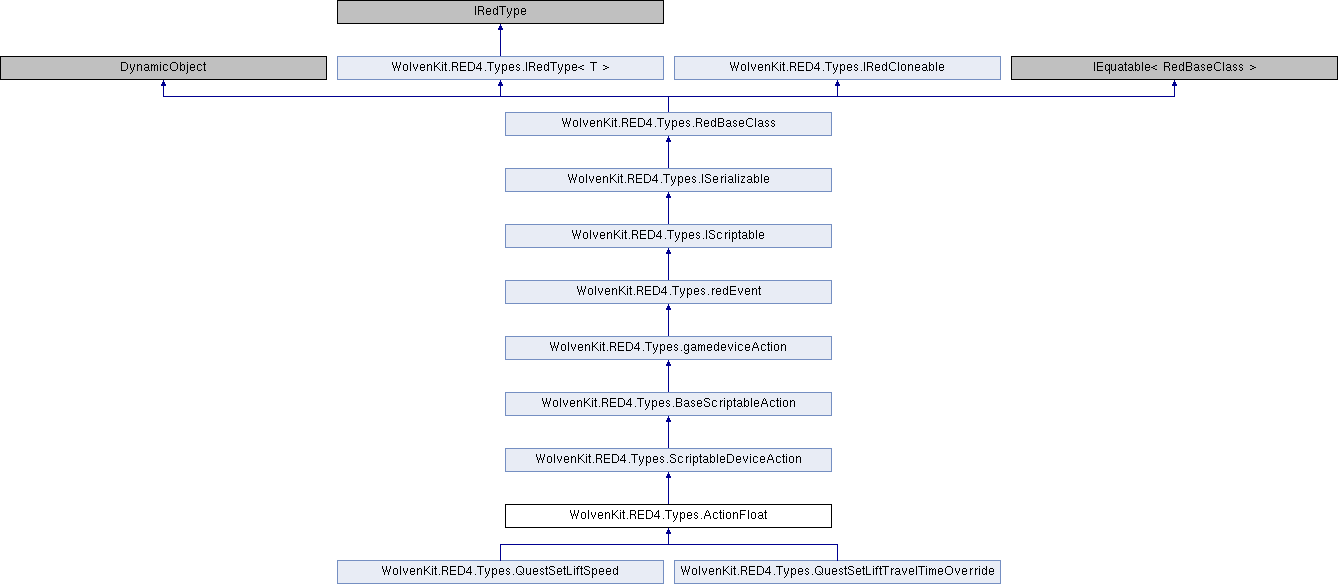 IRedType
DynamicObject
WolvenKit.RED4.Types.IRedType< T >
WolvenKit.RED4.Types.IRedCloneable
IEquatable< RedBaseClass >
WolvenKit.RED4.Types.RedBaseClass
WolvenKit.RED4.Types.ISerializable
WolvenKit.RED4.Types.IScriptable
WolvenKit.RED4.Types.redEvent
WolvenKit.RED4.Types.gamedeviceAction
WolvenKit.RED4.Types.BaseScriptableAction
WolvenKit.RED4.Types.ScriptableDeviceAction
WolvenKit.RED4.Types.ActionFloat
WolvenKit.RED4.Types.QuestSetLiftSpeed
WolvenKit.RED4.Types.QuestSetLiftTravelTimeOverride